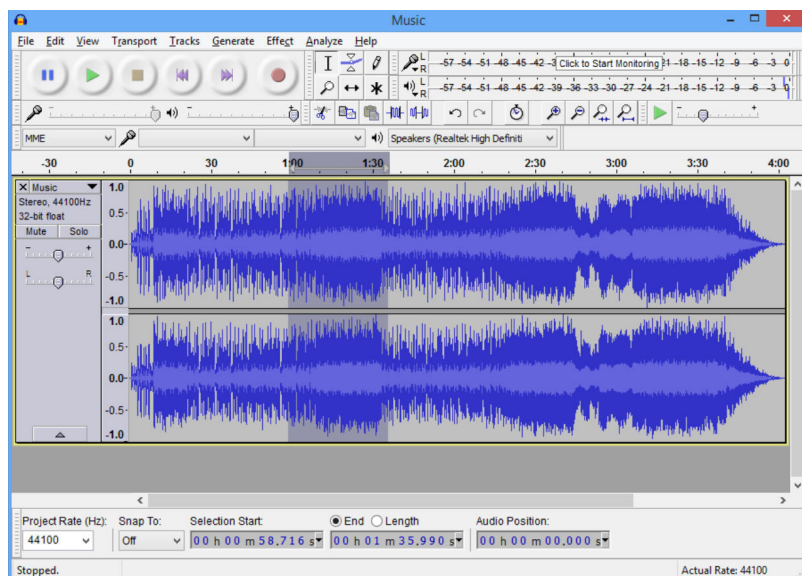 Music
File Edit View Transport Tracks Generate Effect Analyze Help
L
R
-57 -54 -51 -48 -45 -42 -3 Click to Start Monitoring 21 -18 -15 -12 -9 -6 -3 0
L
R
-57 -54 -51 -48 -45 -42 -39 -36 -33 -30 -27 -24 -21 -18 -15 -12 -9 -6 -3 0
- + - + - +
MME Speakers (Realtek High Definiti
-30 0 30 1:00 1:30 2:00 2:30 3:00 3:30 4:00
Music
Stereo, 44100Hz
32-bit float
Mute Solo
- +
L R
1.0
0.5
0.0
-0.5
-1.0
1.0
0.5
0.0
-0.5
-1.0
Project Rate (Hz): Snap To: Selection Start: End Length Audio Position:
44100 Off 00 h 00 m 58.716 s 00 h 01 m 35.990 s 00 h 00 m 00.000 s
Stopped. Actual Rate: 44100